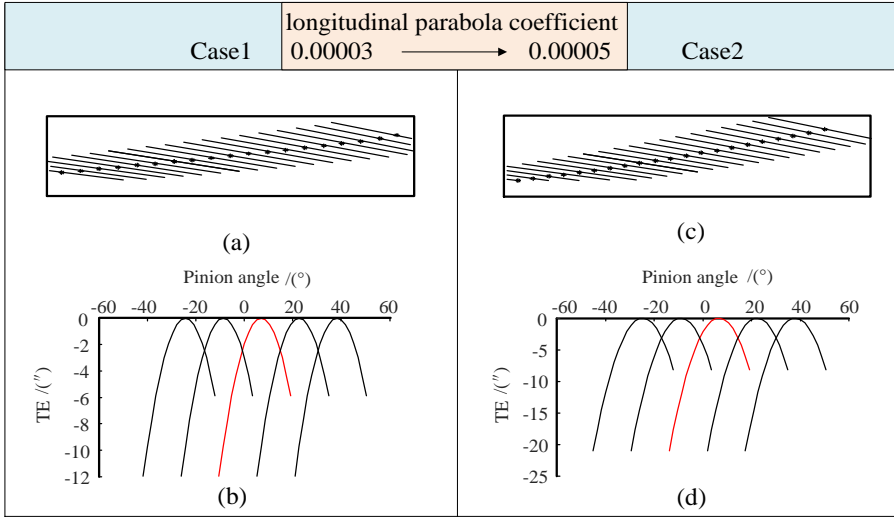 longitudinal parabola coefficient
Case1 0.00003 0.00005 Case2
(a)
(c)
Pinion angle /(°)
-60 -40 -20 0 20 40 60
0
-2
-4
-6
-8
-10
-12
TE /(″)
(b)
Pinion angle /(°)
-60 -40 -20 0 20 40 60
0
-5
-10
-15
-20
-25
TE /(″)
(d)